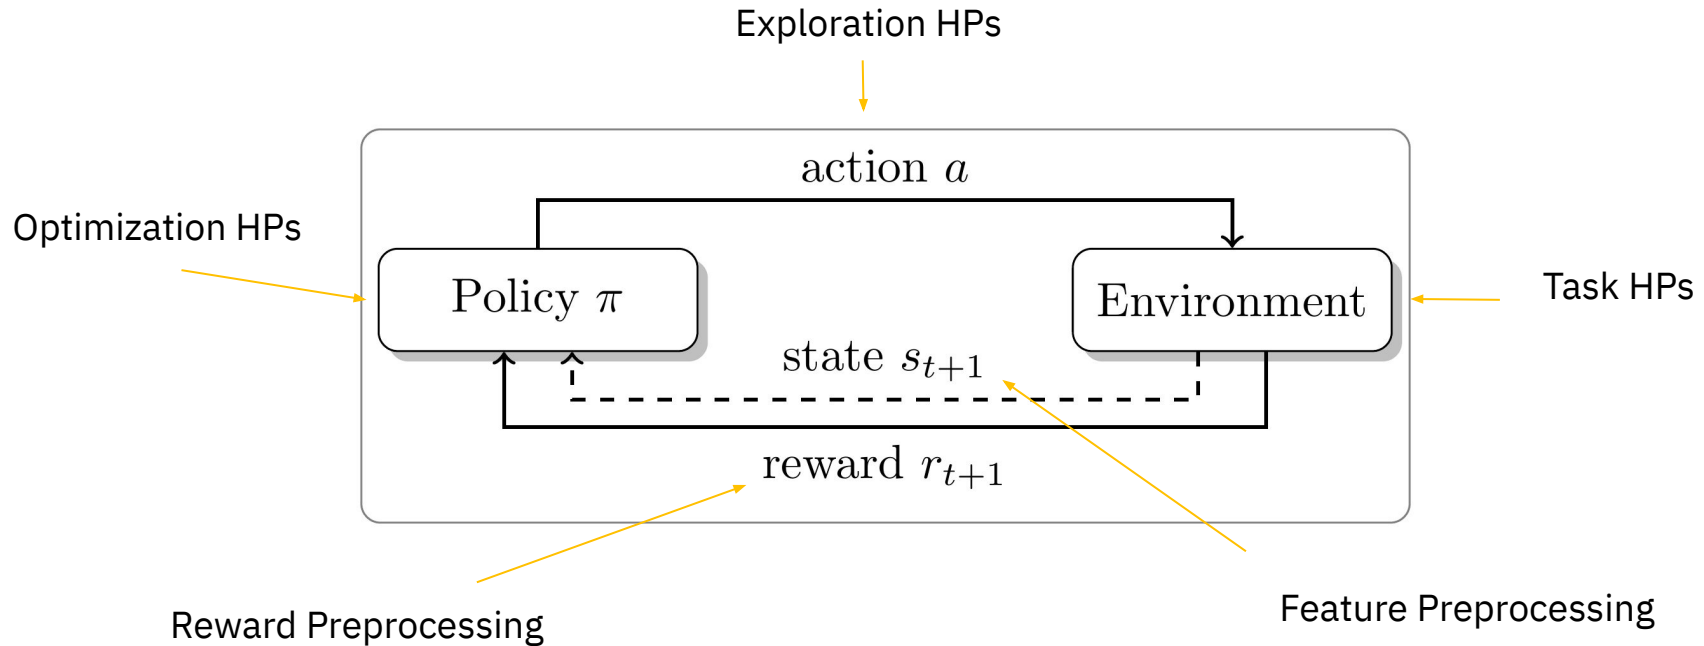 Exploration HPs
action a
Optimization HPs
Policy π
Environment
Task HPs
state s_{t+1}
reward r_{t+1}
Reward Preprocessing
Feature Preprocessing